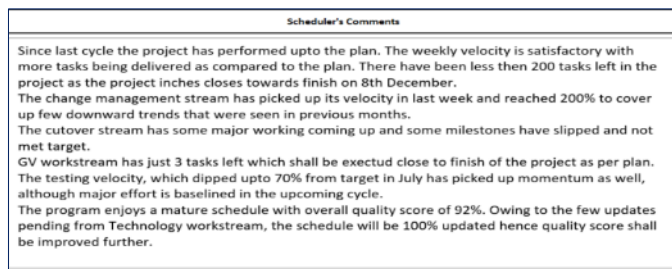 Scheduler's Comments
Since last cycle the project has performed upto the plan. The weekly velocity is satisfactory with
more tasks being delivered as compared to the plan. There have been less then 200 tasks left in the
project as the project inches closes towards finish on 8th December.
The change management stream has picked up its velocity in last week and reached 200% to cover
up few downward trends that were seen in previous months.
The cutover stream has some major working coming up and some milestones have slipped and not
met target.
GV workstream has just 3 tasks left which shall be exectud close to finish of the project as per plan.
The testing velocity, which dipped upto 70% from target in July has picked up momentum as well,
although major effort is baselined in the upcoming cycle.
The program enjoys a mature schedule with overall quality score of 92%. Owing to the few updates
pending from Technology workstream, the schedule will be 100% updated hence quality score shall
be improved further.